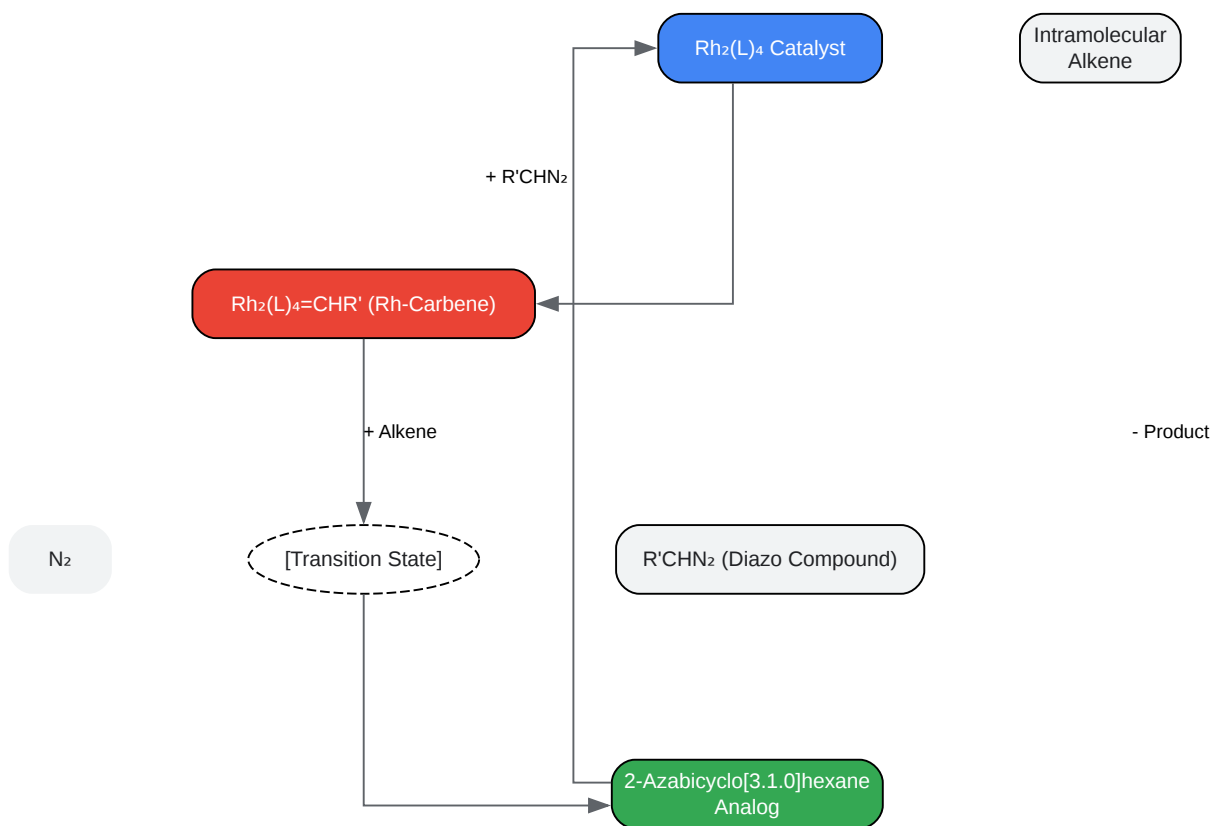 Rh₂(L)₄ Catalyst
Intramolecular
Alkene
+ R'CHN₂
Rh₂(L)₄=CHR' (Rh-Carbene)
+ Alkene
- Product
N₂
[Transition State]
R'CHN₂ (Diazo Compound)
2-Azabicyclo[3.1.0]hexane
Analog